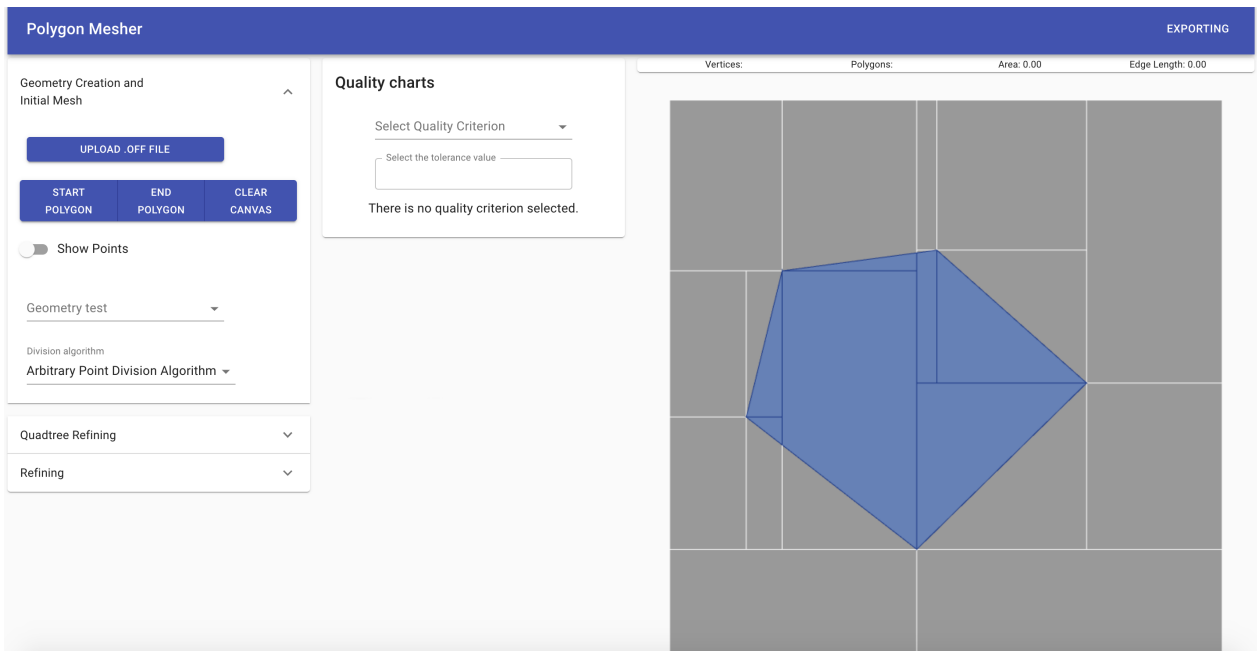 Polygon Mesher
EXPORTING
Geometry Creation and
Initial Mesh
UPLOAD .OFF FILE
START
POLYGON
END
POLYGON
CLEAR
CANVAS
Show Points
Geometry test
Division algorithm
Arbitrary Point Division Algorithm
Quadtree Refining
Refining
Quality charts
Select Quality Criterion
Select the tolerance value
There is no quality criterion selected.
Vertices:
Polygons:
Area: 0.00
Edge Length: 0.00